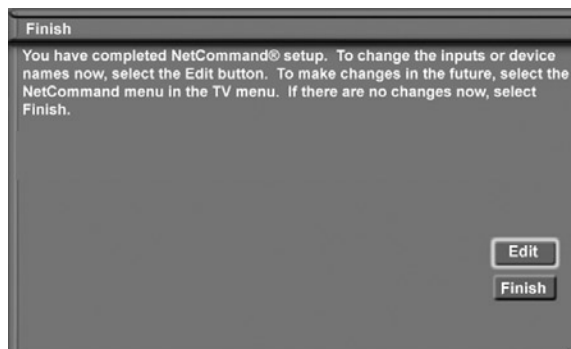 Finish
You have completed NetCommand® setup. To change the inputs or device
names now, select the Edit button. To make changes in the future, select the
NetCommand menu in the TV menu. If there are no changes now, select
Finish.
Edit
Finish